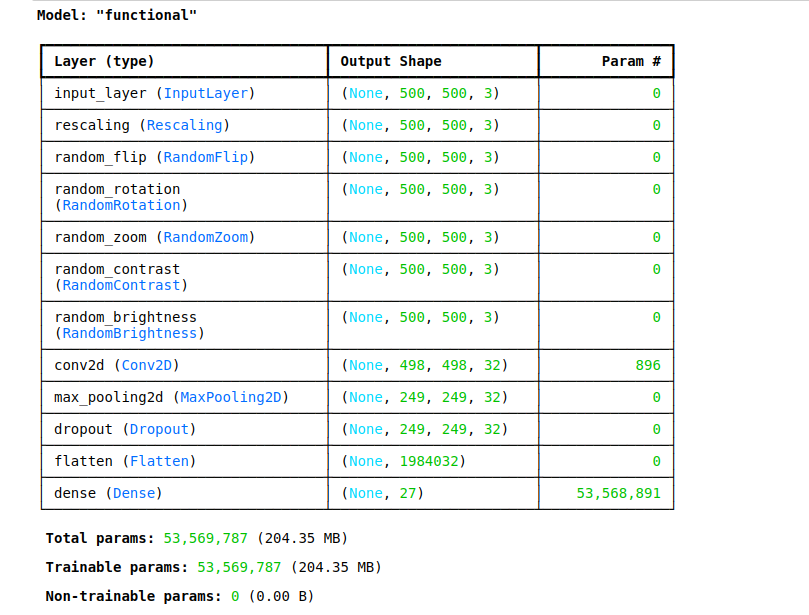 Model: "functional"
Layer (type) Output Shape Param #
input_layer (InputLayer) (None, 500, 500, 3) 0
rescaling (Rescaling) (None, 500, 500, 3) 0
random_flip (RandomFlip) (None, 500, 500, 3) 0
random_rotation (None, 500, 500, 3) 0
(RandomRotation)
random_zoom (RandomZoom) (None, 500, 500, 3) 0
random_contrast (None, 500, 500, 3) 0
(RandomContrast)
random_brightness (None, 500, 500, 3) 0
(RandomBrightness)
conv2d (Conv2D) (None, 498, 498, 32) 896
max_pooling2d (MaxPooling2D) (None, 249, 249, 32) 0
dropout (Dropout) (None, 249, 249, 32) 0
flatten (Flatten) (None, 1984032) 0
dense (Dense) (None, 27) 53,568,891
Total params: 53,569,787 (204.35 MB)
Trainable params: 53,569,787 (204.35 MB)
Non-trainable params: 0 (0.00 B)